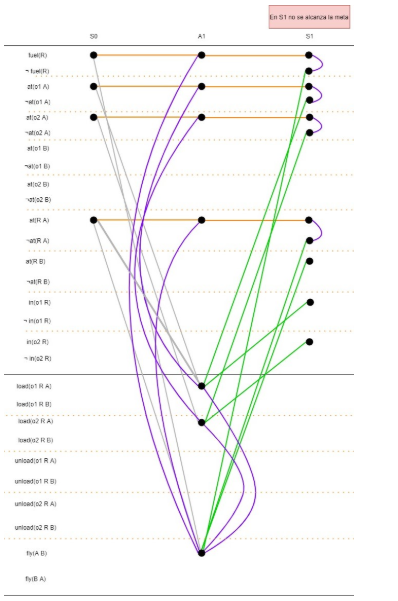 En S1 no se alcanza la meta
S0 A1 S1
fuel(R)
¬ fuel(R)
at(o1 A)
¬at(o1 A)
at(o2 A)
¬at(o2 A)
at(o1 B)
¬at(o1 B)
at(o2 B)
¬at(o2 B)
at(R A)
¬at(R A)
at(R B)
¬at(R B)
in(o1 R)
¬ in(o1 R)
in(o2 R)
¬ in(o2 R)
load(o1 R A)
load(o1 R B)
load(o2 R A)
load(o2 R B)
unload(o1 R A)
unload(o1 R B)
unload(o2 R A)
unload(o2 R B)
fly(A B)
fly(B A)